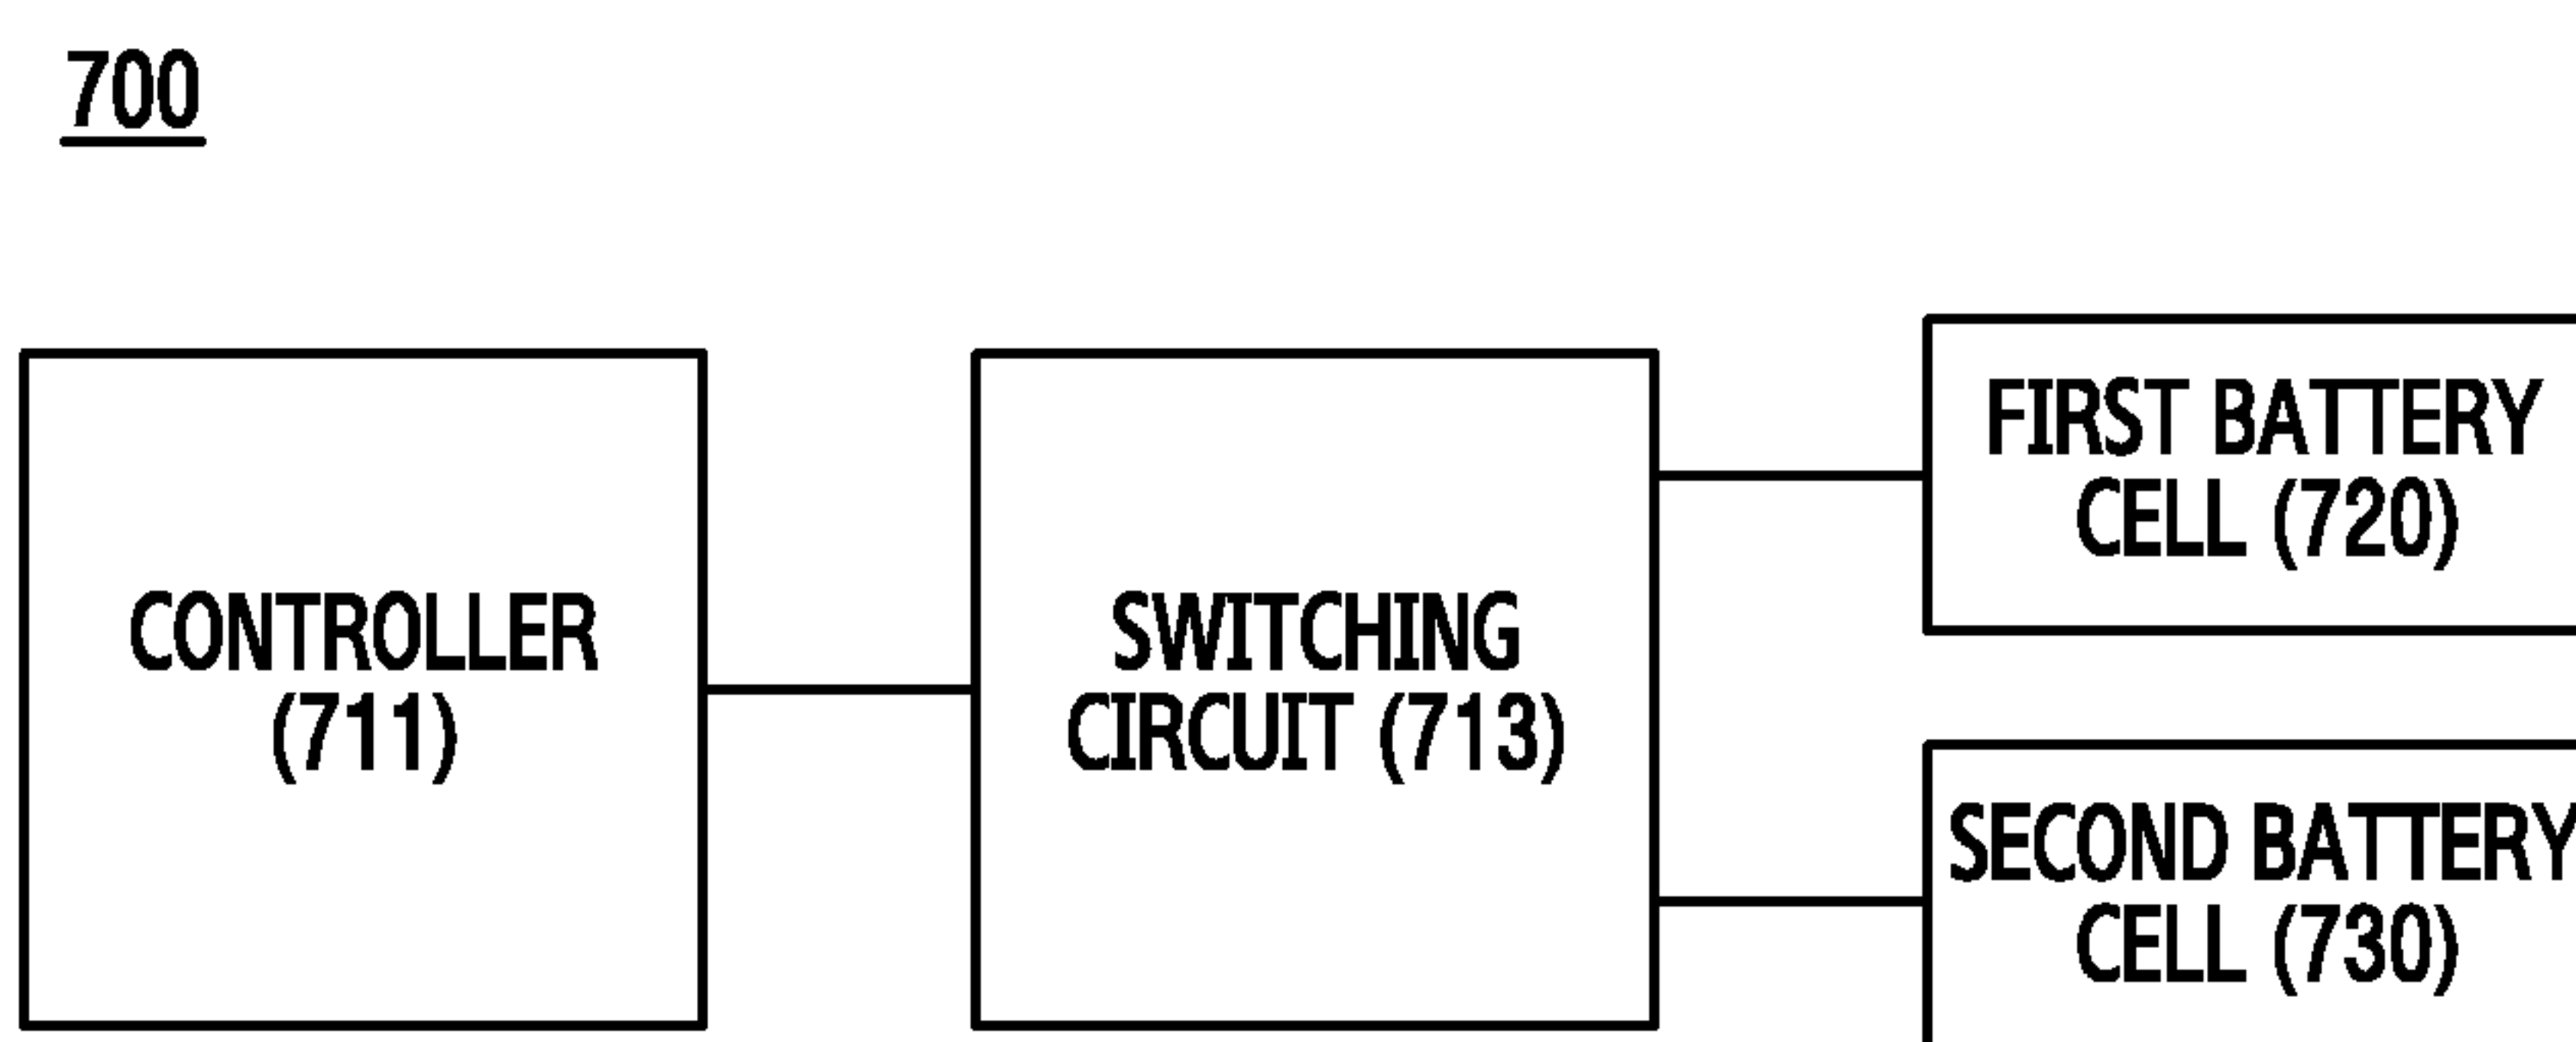 700
CONTROLLER
(711)
SWITCHING
CIRCUIT (713)
FIRST BATTERY
CELL (720)
SECOND BATTERY
CELL (730)